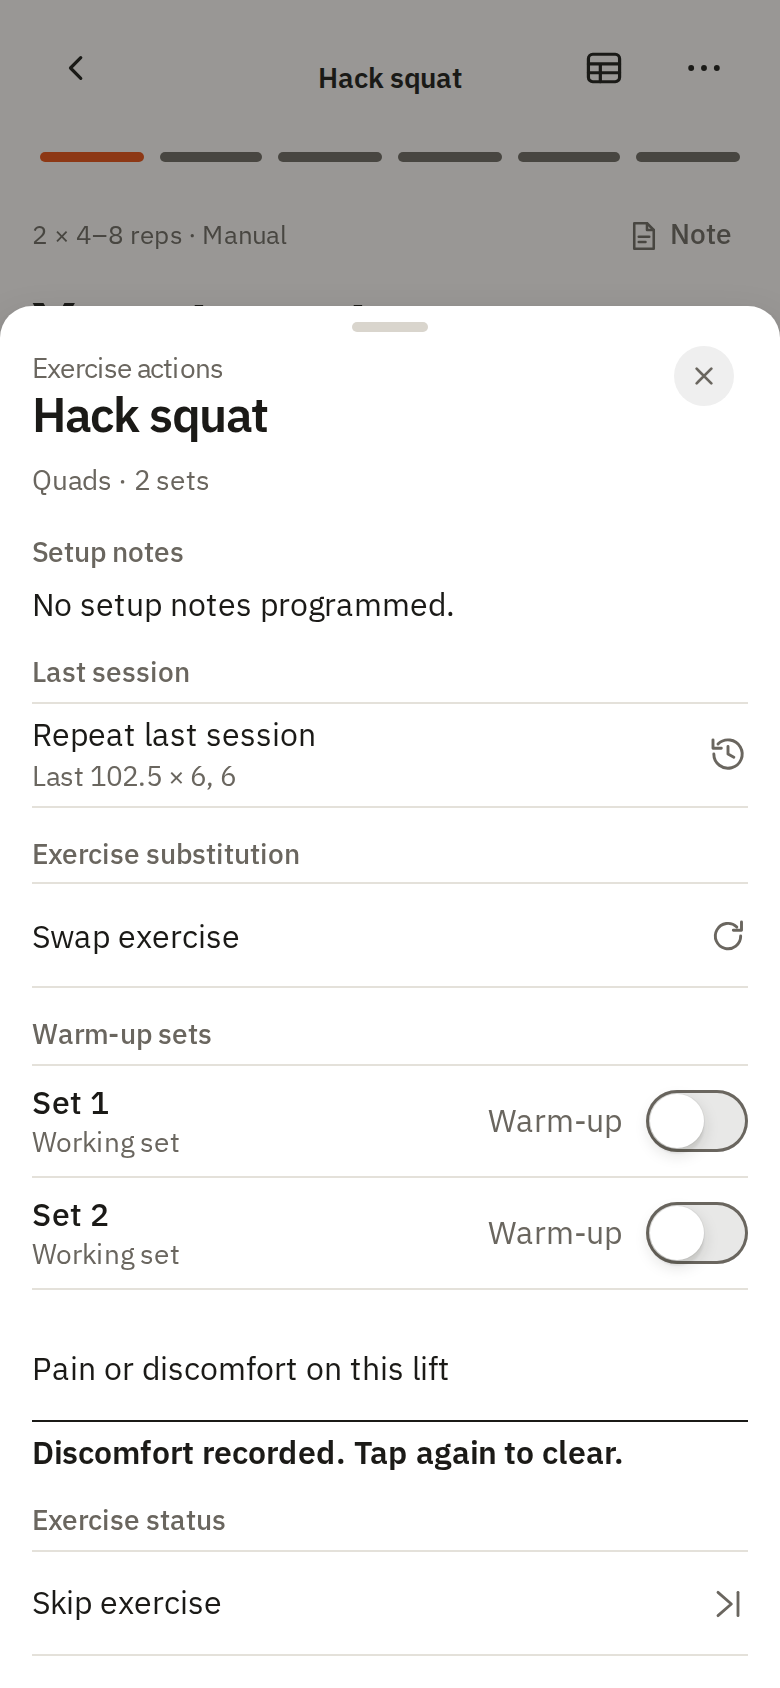 Hack squat
2 × 4–8 reps · Manual
Note
Exercise actions
Hack squat
Quads · 2 sets
Setup notes
No setup notes programmed.
Last session
Repeat last session
Last 102.5 × 6, 6
Exercise substitution
Swap exercise
Warm-up sets
Set 1
Working set
Warm-up
Set 2
Working set
Warm-up
Pain or discomfort on this lift
Discomfort recorded. Tap again to clear.
Exercise status
Skip exercise